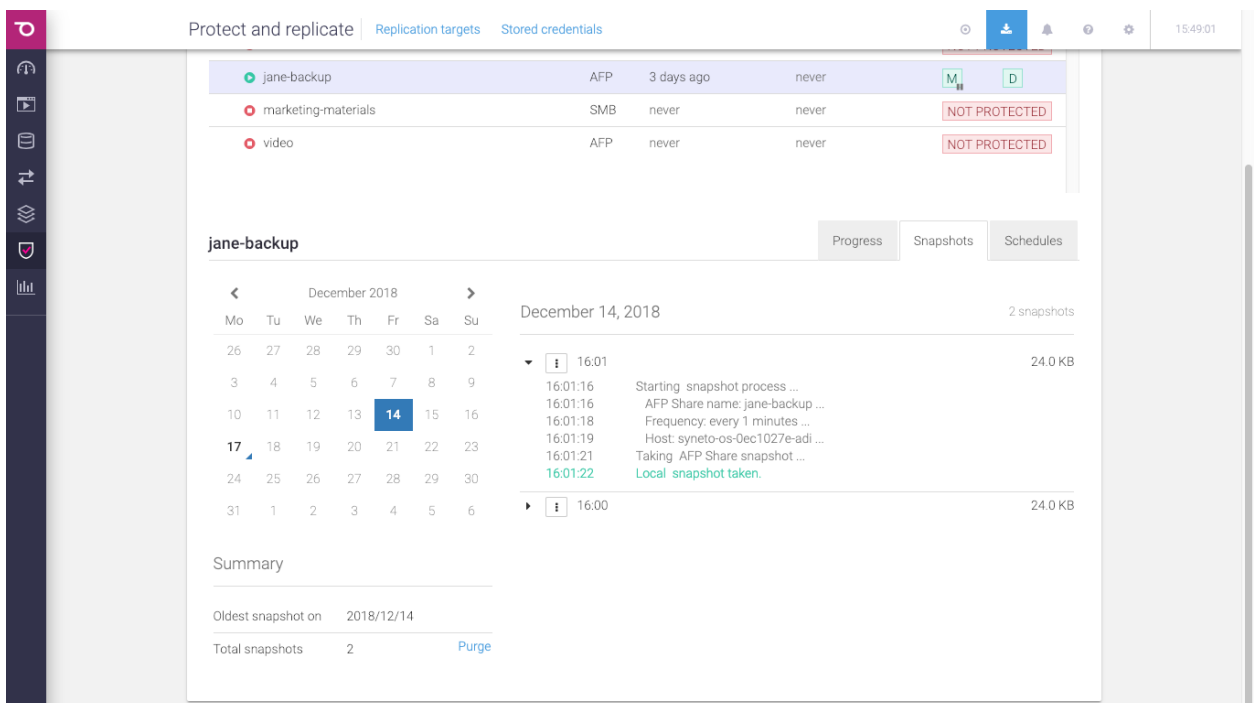 Protect and replicate Replication targets Stored credentials 15:49:01
NOT PROTECTED
jane-backup AFP 3 days ago never M D
marketing-materials SMB never never NOT PROTECTED
video AFP never never NOT PROTECTED
jane-backup Progress Snapshots Schedules
December 2018
Mo Tu We Th Fr Sa Su
26 27 28 29 30 1 2
3 4 5 6 7 8 9
10 11 12 13 14 15 16
17 18 19 20 21 22 23
24 25 26 27 28 29 30
31 1 2 3 4 5 6
Summary
Oldest snapshot on 2018/12/14
Total snapshots 2 Purge
December 14, 2018 2 snapshots
16:01 24.0 KB
16:01:16 Starting snapshot process ...
16:01:16 AFP Share name: jane-backup ...
16:01:18 Frequency: every 1 minutes ...
16:01:19 Host: syneto-os-0ec1027e-adi ...
16:01:21 Taking AFP Share snapshot ...
16:01:22 Local snapshot taken.
16:00 24.0 KB